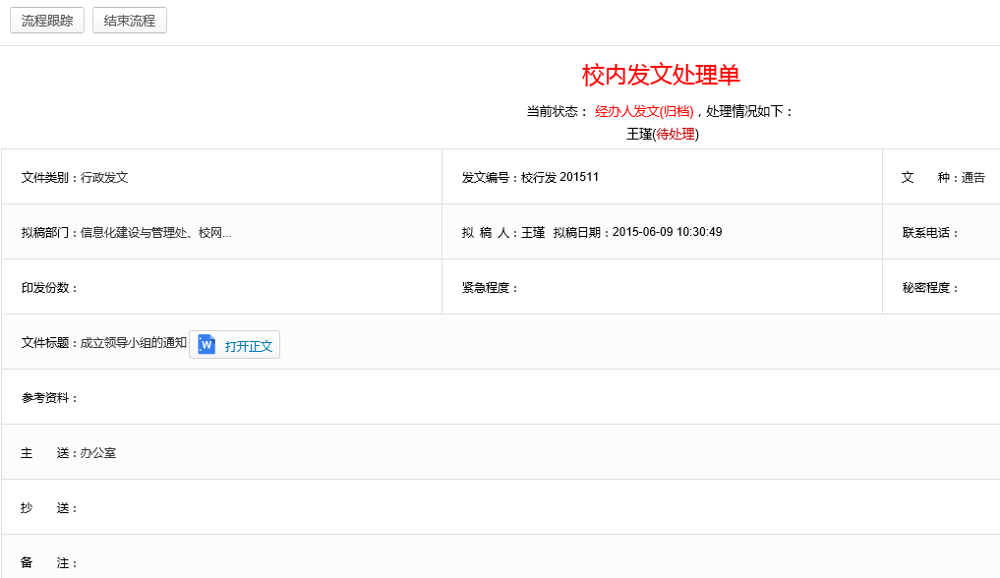 流程跟踪 结束流程
校内发文处理单
当前状态： 经办人发文(归档)，处理情况如下：
王瑾(待处理)
文件类别：行政发文 发文编号：校行发 201511 文 种：通告
拟稿部门：信息化建设与管理处、校网... 拟 稿 人：王瑾 拟稿日期：2015-06-09 10:30:49 联系电话：
印发份数： 紧急程度： 秘密程度：
文件标题：成立领导小组的通知 W 打开正文
参考资料：
主 送：办公室
抄 送：
备 注：